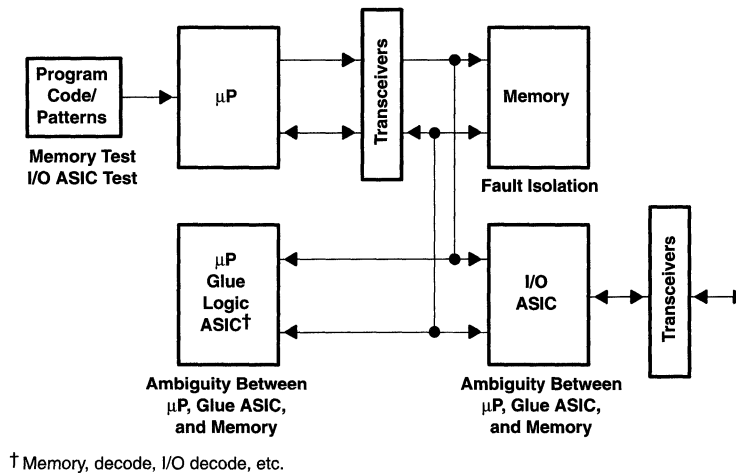 Program
Code/
Patterns
Memory Test
I/O ASIC Test
μP
Transceivers
Memory
Fault Isolation
μP
Glue
Logic
ASIC†
Ambiguity Between
μP, Glue ASIC,
and Memory
I/O
ASIC
Ambiguity Between
μP, Glue ASIC,
and Memory
Transceivers
† Memory, decode, I/O decode, etc.